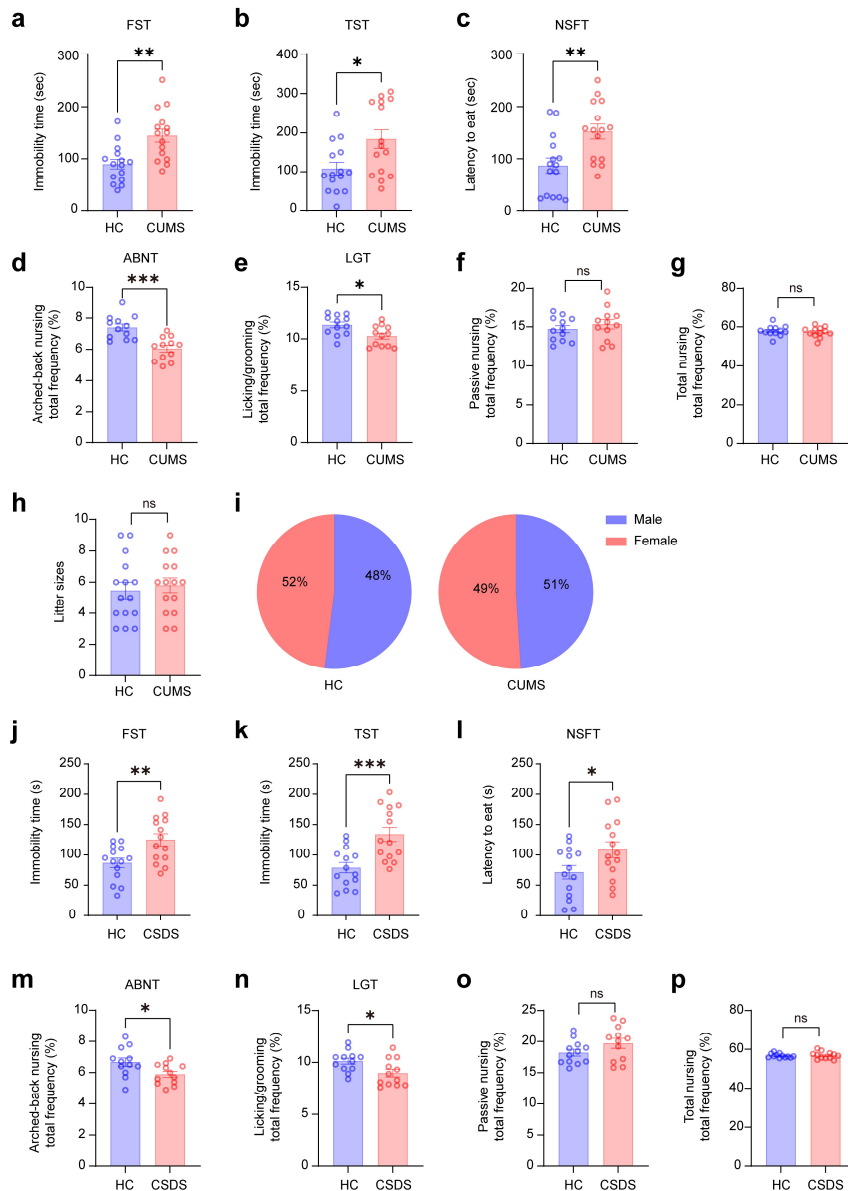 a
FST
**
Immobility time (sec)
300
200
100
0
HC
CUMS
b
TST
*
Immobility time (sec)
400
300
200
100
0
HC
CUMS
c
NSFT
**
Latency to eat (sec)
300
200
100
0
HC
CUMS
d
ABNT
***
Arched-back nursing
total frequency (%)
10
8
6
4
2
0
HC
CUMS
e
LGT
*
Licking/grooming
total frequency (%)
15
10
5
0
HC
CUMS
f
ns
Passive nursing
total frequency (%)
20
15
10
5
0
HC
CUMS
g
ns
Total nursing
total frequency (%)
80
60
40
20
0
HC
CUMS
h
ns
Litter sizes
10
8
6
4
2
0
HC
CUMS
i
52%
48%
HC
49%
51%
CUMS
Male
Female
j
FST
**
Immobility time (s)
250
200
150
100
50
0
HC
CSDS
k
TST
***
Immobility time (s)
250
200
150
100
50
0
HC
CSDS
l
NSFT
*
Latency to eat (s)
250
200
150
100
50
0
HC
CSDS
m
ABNT
*
Arched-back nursing
total frequency (%)
10
8
6
4
2
0
HC
CSDS
n
LGT
*
Licking/grooming
total frequency (%)
15
10
5
0
HC
CSDS
o
ns
Passive nursing
total frequency (%)
25
20
15
10
5
0
HC
CSDS
p
ns
Total nursing
total frequency (%)
80
60
40
20
0
HC
CSDS